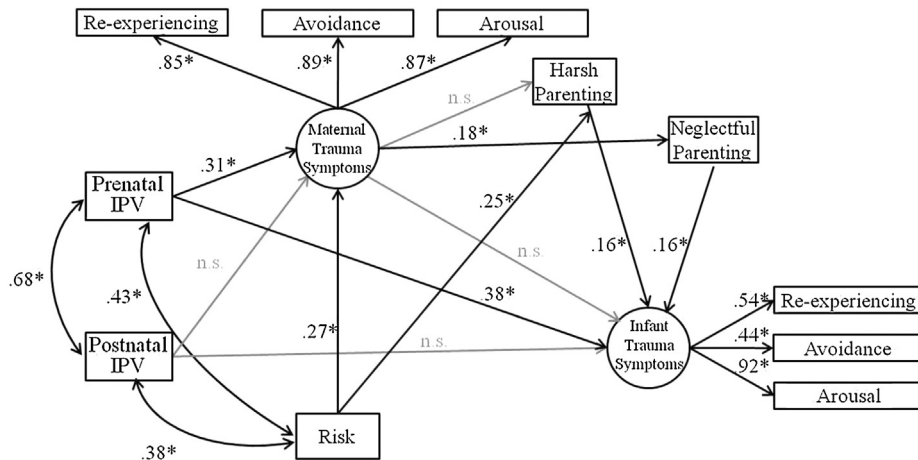 Re-experiencing
Avoidance
Arousal
.85*
.89*
.87*
Harsh
Parenting
n.s.
Maternal
Trauma
Symptoms
.18*
Neglectful
Parenting
.31*
Prenatal
IPV
.25*
n.s.
n.s.
.16*
.16*
.68*
.43*
.38*
.54*
Re-experiencing
.27*
Infant
Trauma
Symptoms
.44*
Avoidance
Postnatal
IPV
n.s.
.92*
Arousal
Risk
.38*